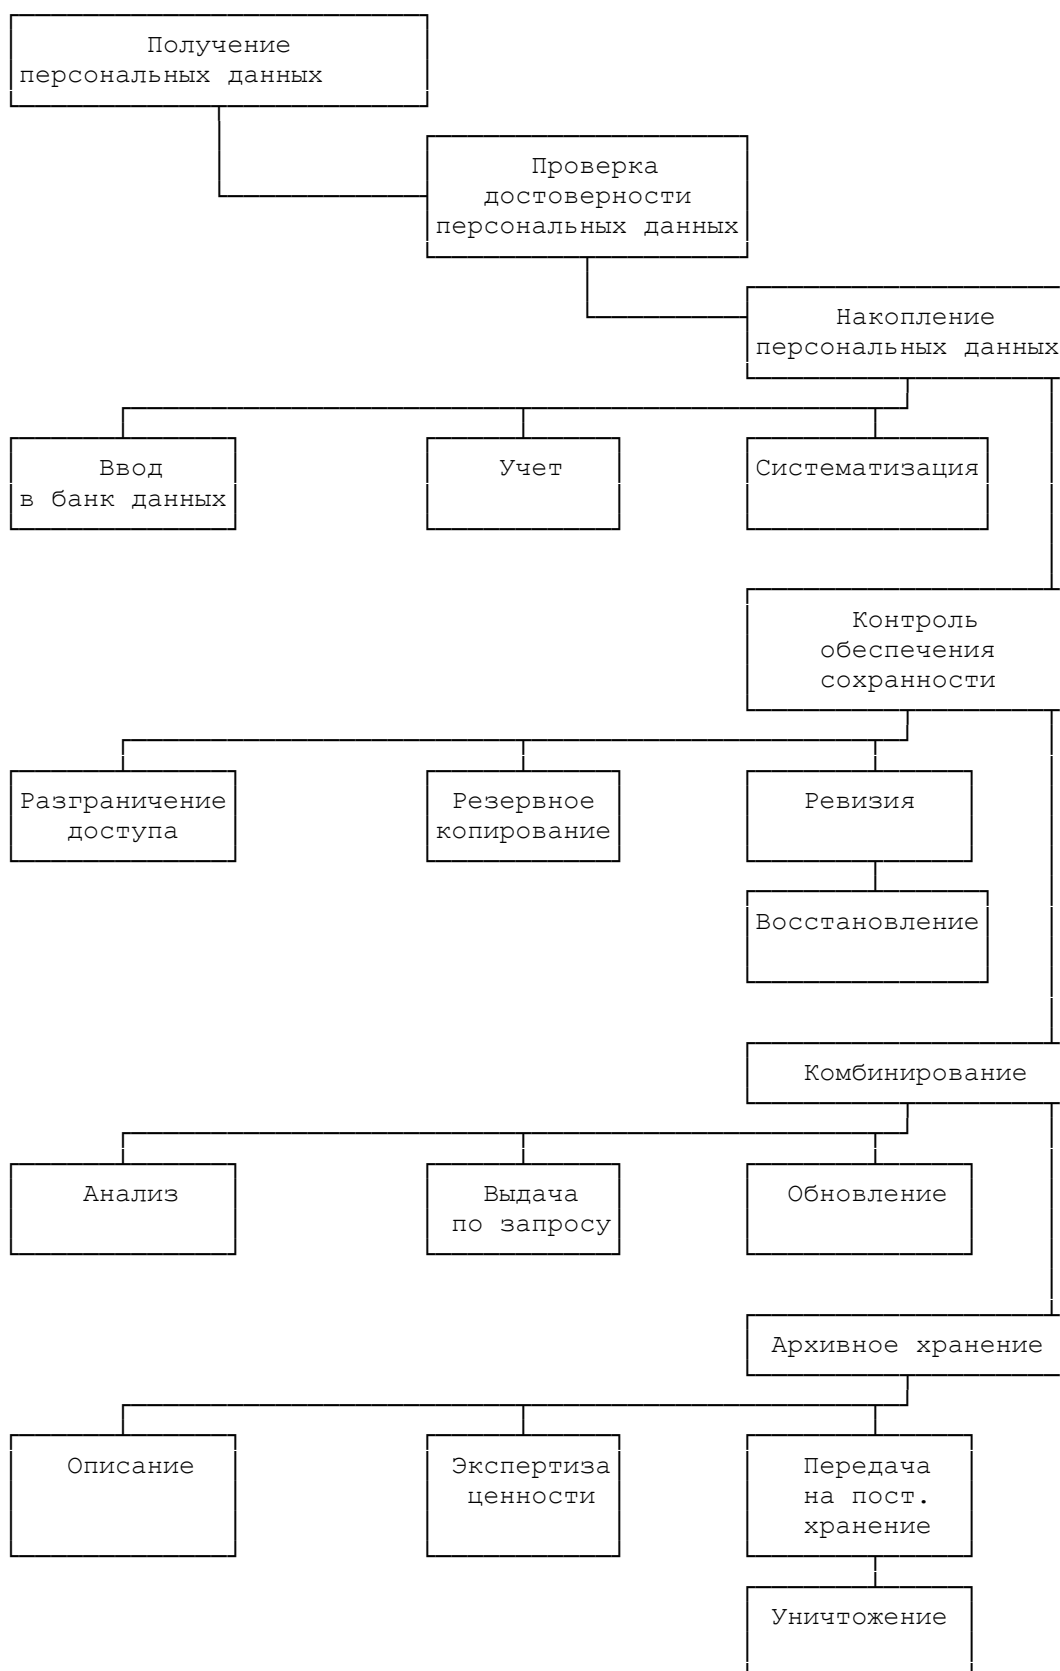 Получение
персональных данных
Проверка
достоверности
персональных данных
Накопление
персональных данных
Ввод
в банк данных
Учет
Систематизация
Контроль
обеспечения
сохранности
Разграничение
доступа
Резервное
копирование
Ревизия
Восстановление
Комбинирование
Анализ
Выдача
по запросу
Обновление
Архивное хранение
Описание
Экспертиза
ценности
Передача
на пост.
хранение
Уничтожение